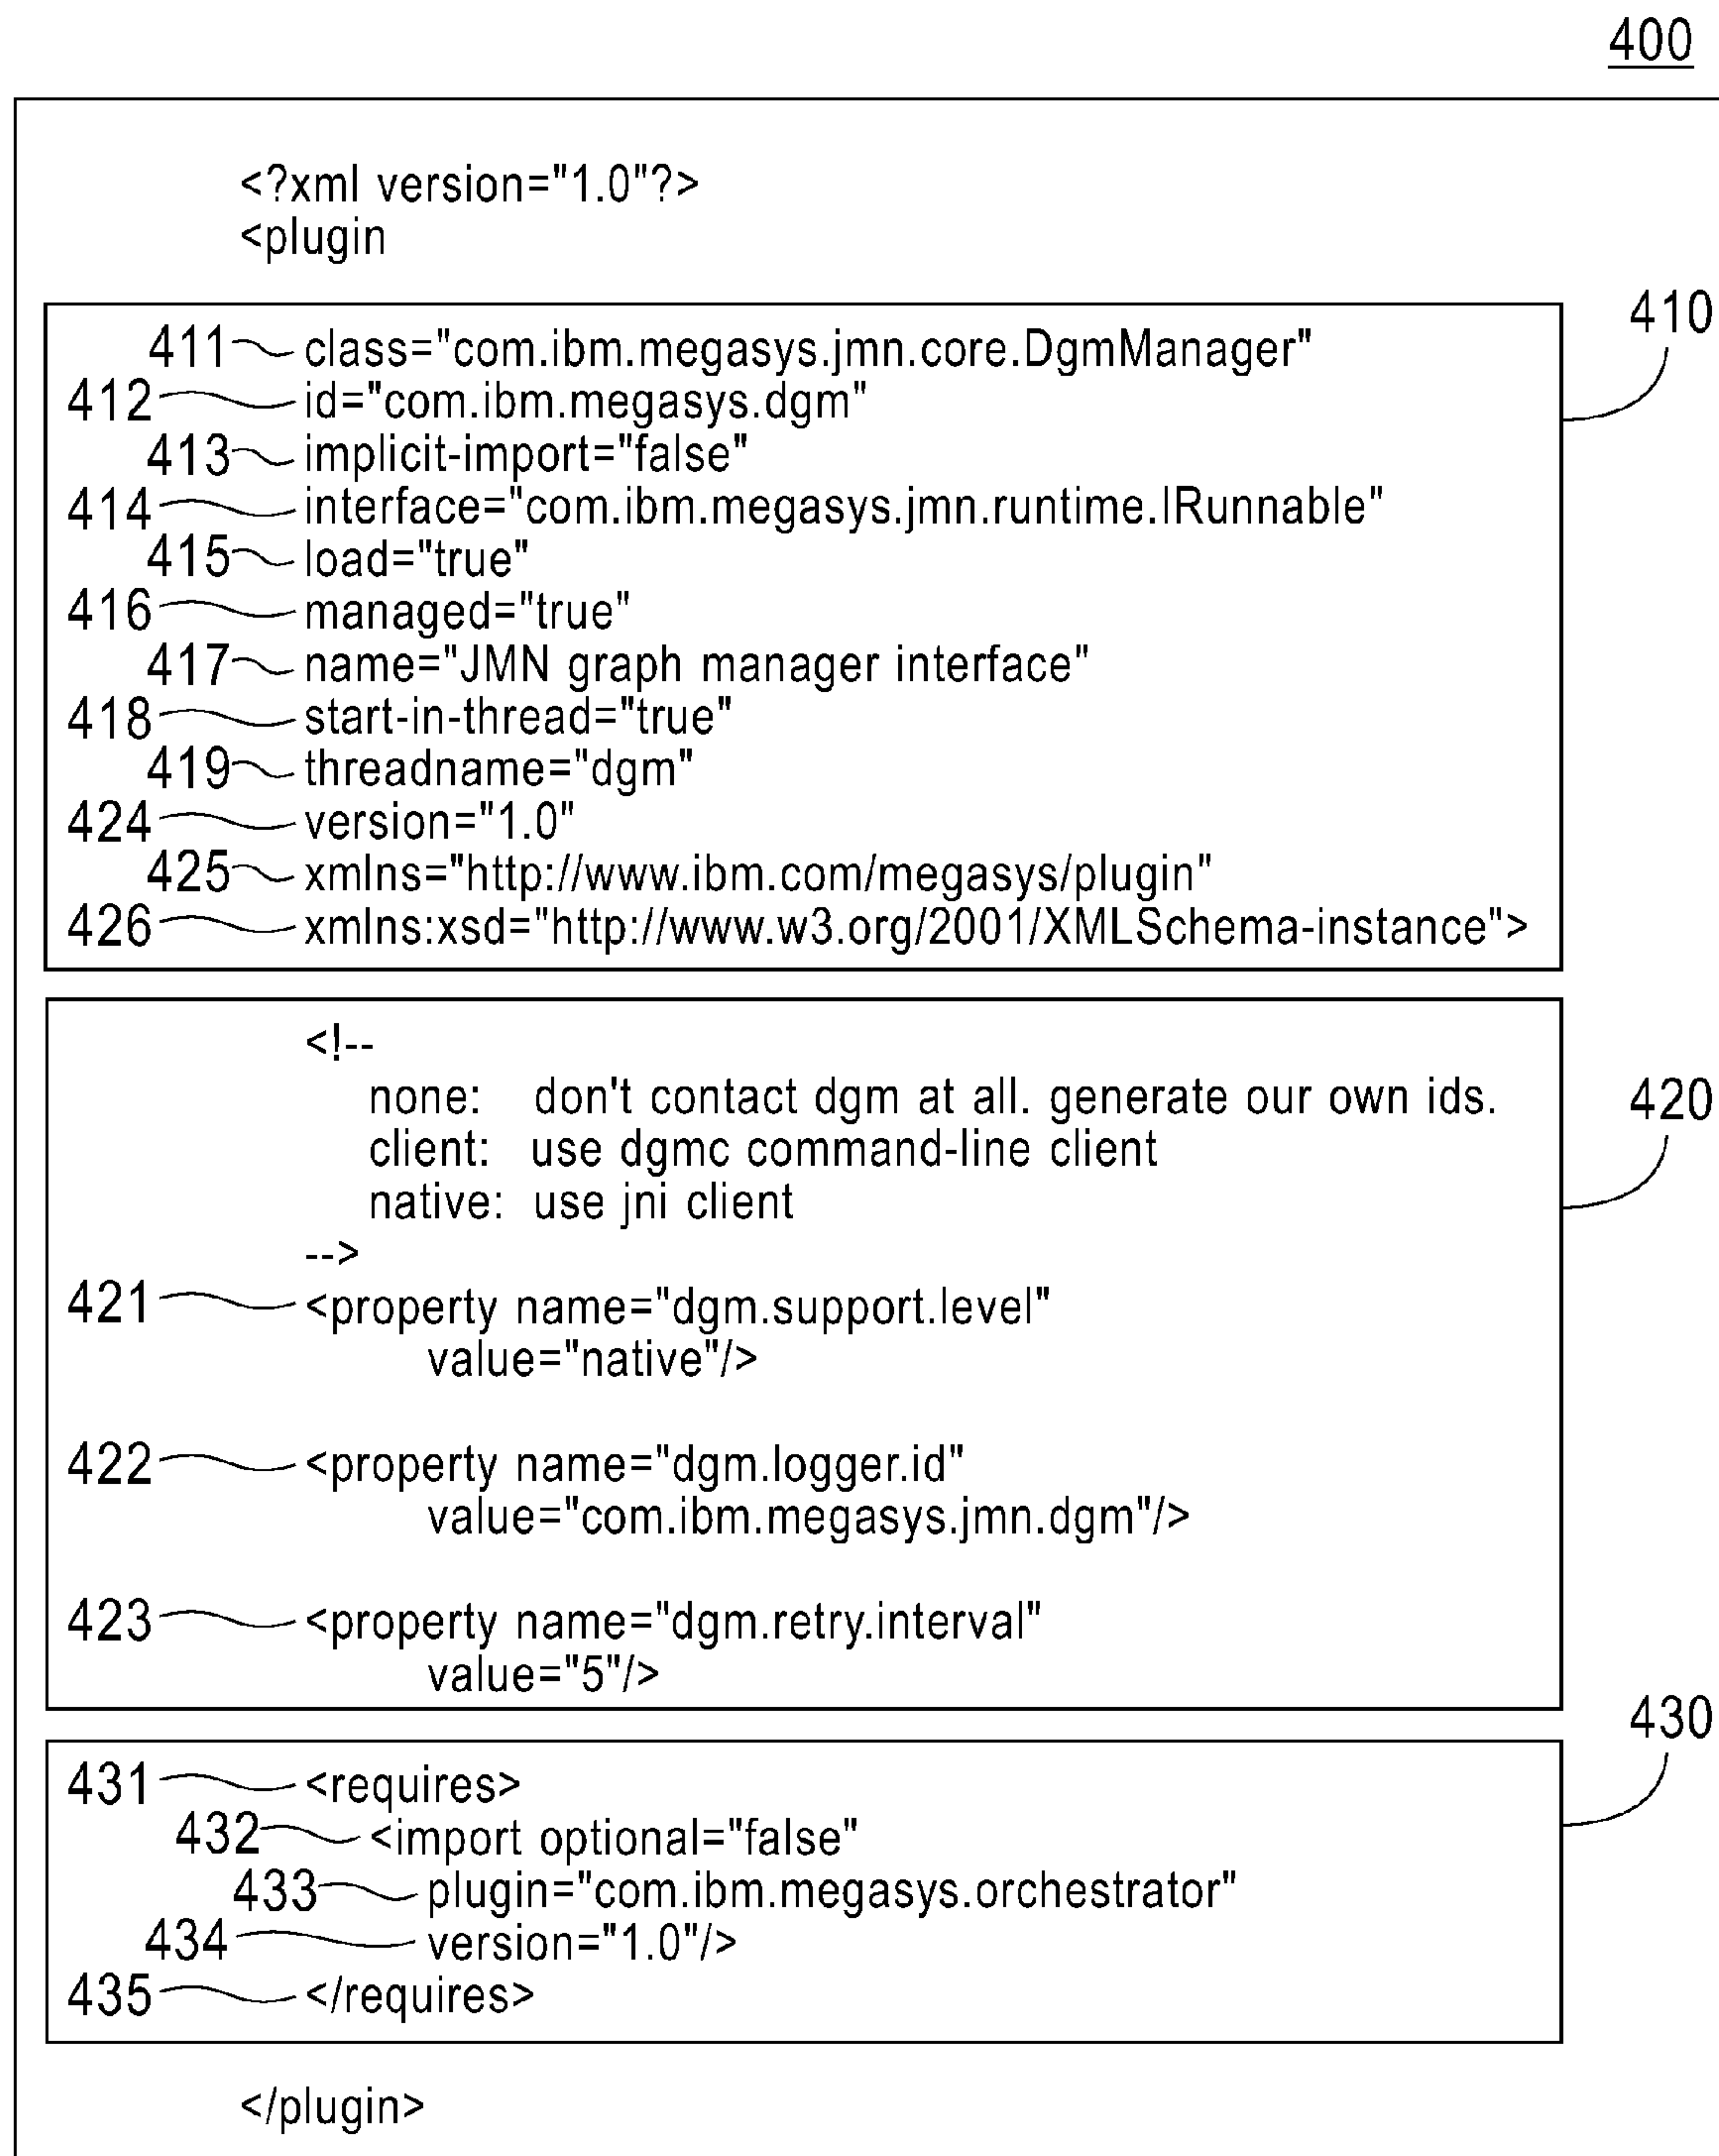 400
<?xml version="1.0"?>
<plugin
410
411 class="com.ibm.megasys.jmn.core.DgmManager"
412 id="com.ibm.megasys.dgm"
413 implicit-import="false"
414 interface="com.ibm.megasys.jmn.runtime.IRunnable"
415 load="true"
416 managed="true"
417 name="JMN graph manager interface"
418 start-in-thread="true"
419 threadname="dgm"
424 version="1.0"
425 xmlns="http://www.ibm.com/megasys/plugin"
426 xmlns:xsd="http://www.w3.org/2001/XMLSchema-instance">
<!--
none: don't contact dgm at all. generate our own ids.
420
client: use dgmc command-line client
native: use jni client
-->
421 <property name="dgm.support.level"
value="native"/>
422 <property name="dgm.logger.id"
value="com.ibm.megasys.jmn.dgm"/>
423 <property name="dgm.retry.interval"
value="5"/>
430
431 <requires>
432 <import optional="false"
433 plugin="com.ibm.megasys.orchestrator"
434 version="1.0"/>
435 </requires>
</plugin>